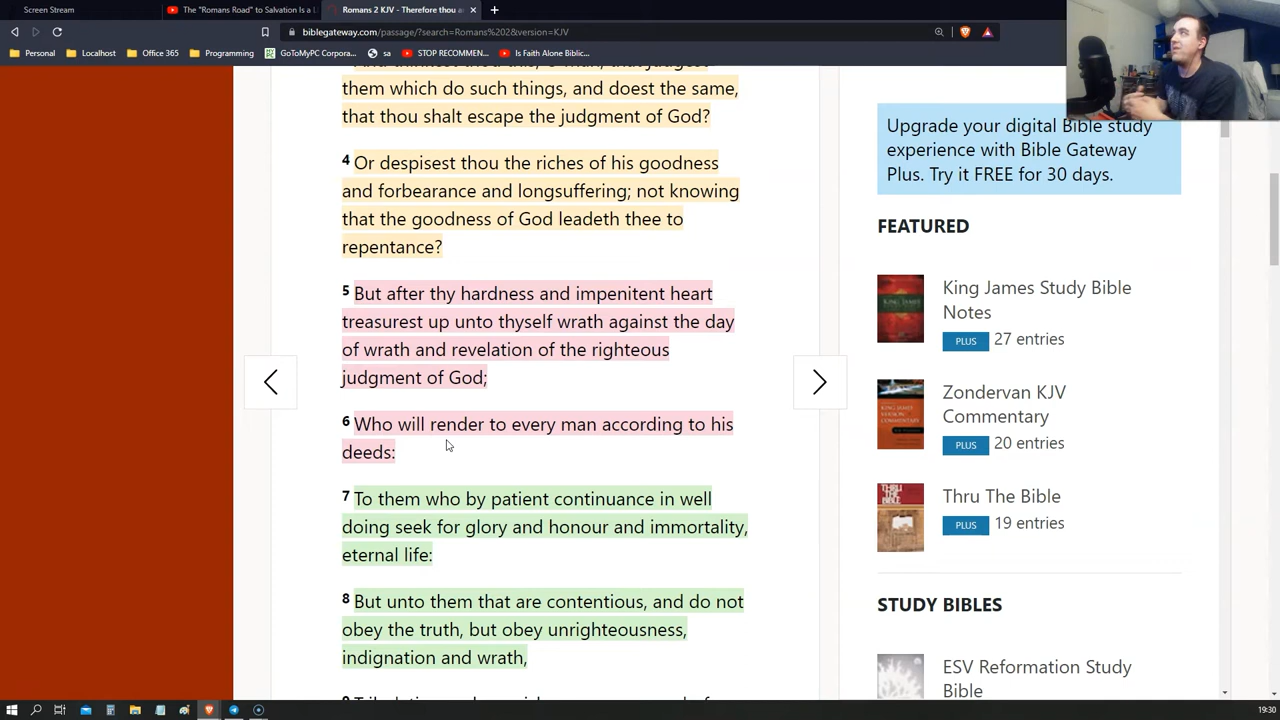 Screen Stream
The "Romans Road" to Salvation Is a L
Romans 2 KJV - Therefore thou a
biblegateway.com/passage/?search=Romans%202&version=KJV
Personal
Localhost
Office 365
Programming
GoToMyPC Corpora...
sa
STOP RECOMMEN...
Is Faith Alone Biblic...
And thinkest thou this, O man, that judgest
them which do such things, and doest the same,
that thou shalt escape the judgment of God?
4 Or despisest thou the riches of his goodness
and forbearance and longsuffering; not knowing
that the goodness of God leadeth thee to
repentance?
5 But after thy hardness and impenitent heart
treasurest up unto thyself wrath against the day
of wrath and revelation of the righteous
judgment of God;
6 Who will render to every man according to his
deeds:
7 To them who by patient continuance in well
doing seek for glory and honour and immortality,
eternal life:
8 But unto them that are contentious, and do not
obey the truth, but obey unrighteousness,
indignation and wrath,
Upgrade your digital Bible study
experience with Bible Gateway
Plus. Try it FREE for 30 days.
FEATURED
King James Study Bible
Notes
PLUS 27 entries
Zondervan KJV
Commentary
PLUS 20 entries
Thru The Bible
PLUS 19 entries
STUDY BIBLES
ESV Reformation Study
Bible
19:30